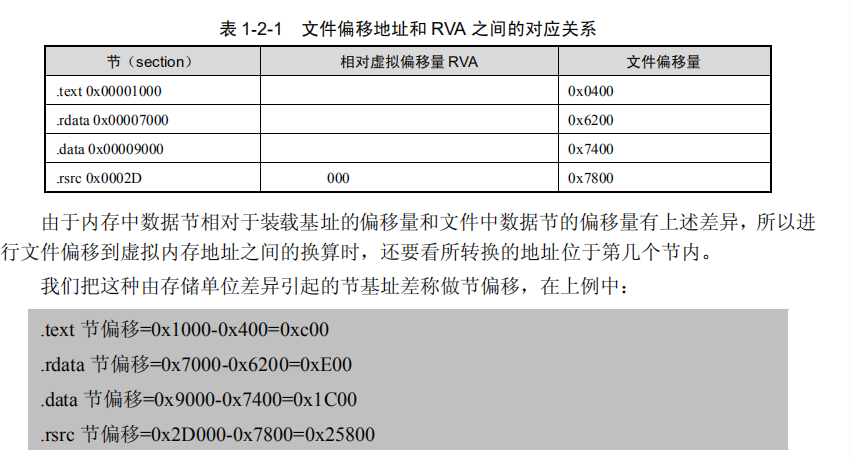 表 1-2-1 文件偏移地址和 RVA 之间的对应关系
节（section） 相对虚拟偏移量 RVA 文件偏移量
.text 0x00001000 0x0400
.rdata 0x00007000 0x6200
.data 0x00009000 0x7400
.rsrc 0x0002D 000 0x7800
由于内存中数据节相对于装载基址的偏移量和文件中数据节的偏移量有上述差异，所以进
行文件偏移到虚拟内存地址之间的换算时，还要看所转换的地址位于第几个节内。
我们把这种由存储单位差异引起的节基址差称做节偏移，在上例中：
.text 节偏移=0x1000-0x400=0xc00
.rdata 节偏移=0x7000-0x6200=0xE00
.data 节偏移=0x9000-0x7400=0x1C00
.rsrc 节偏移=0x2D000-0x7800=0x25800